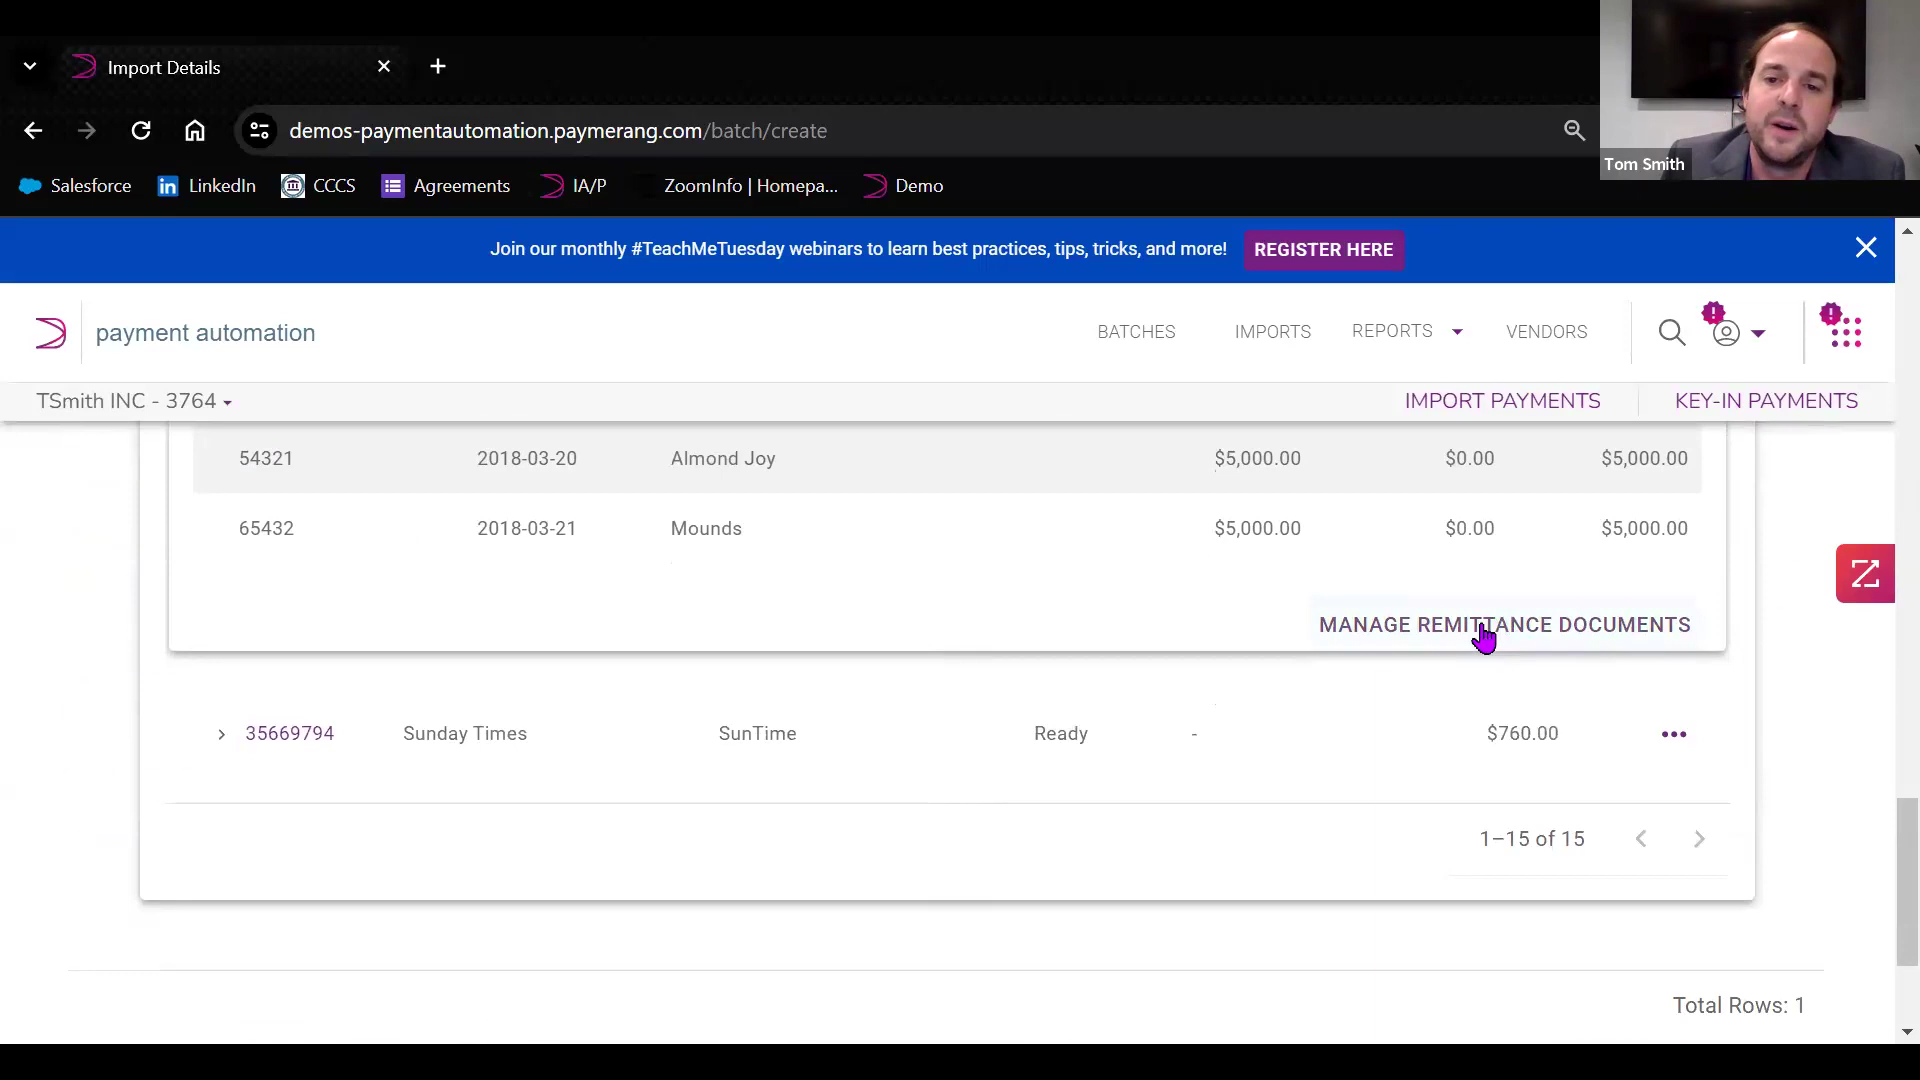 Import Details
demos-paymentautomation.paymerang.com/batch/create
Tom Smith
Salesforce LinkedIn CCCS Agreements IA/P ZoomInfo | Homepa... Demo
Join our monthly #TeachMeTuesday webinars to learn best practices, tips, tricks, and more! REGISTER HERE
payment automation BATCHES IMPORTS REPORTS VENDORS
TSmith INC - 3764 IMPORT PAYMENTS KEY-IN PAYMENTS
54321 2018-03-20 Almond Joy $5,000.00 $0.00 $5,000.00
65432 2018-03-21 Mounds $5,000.00 $0.00 $5,000.00
MANAGE REMITTANCE DOCUMENTS
35669794 Sunday Times SunTime Ready - $760.00
1–15 of 15
Total Rows: 1